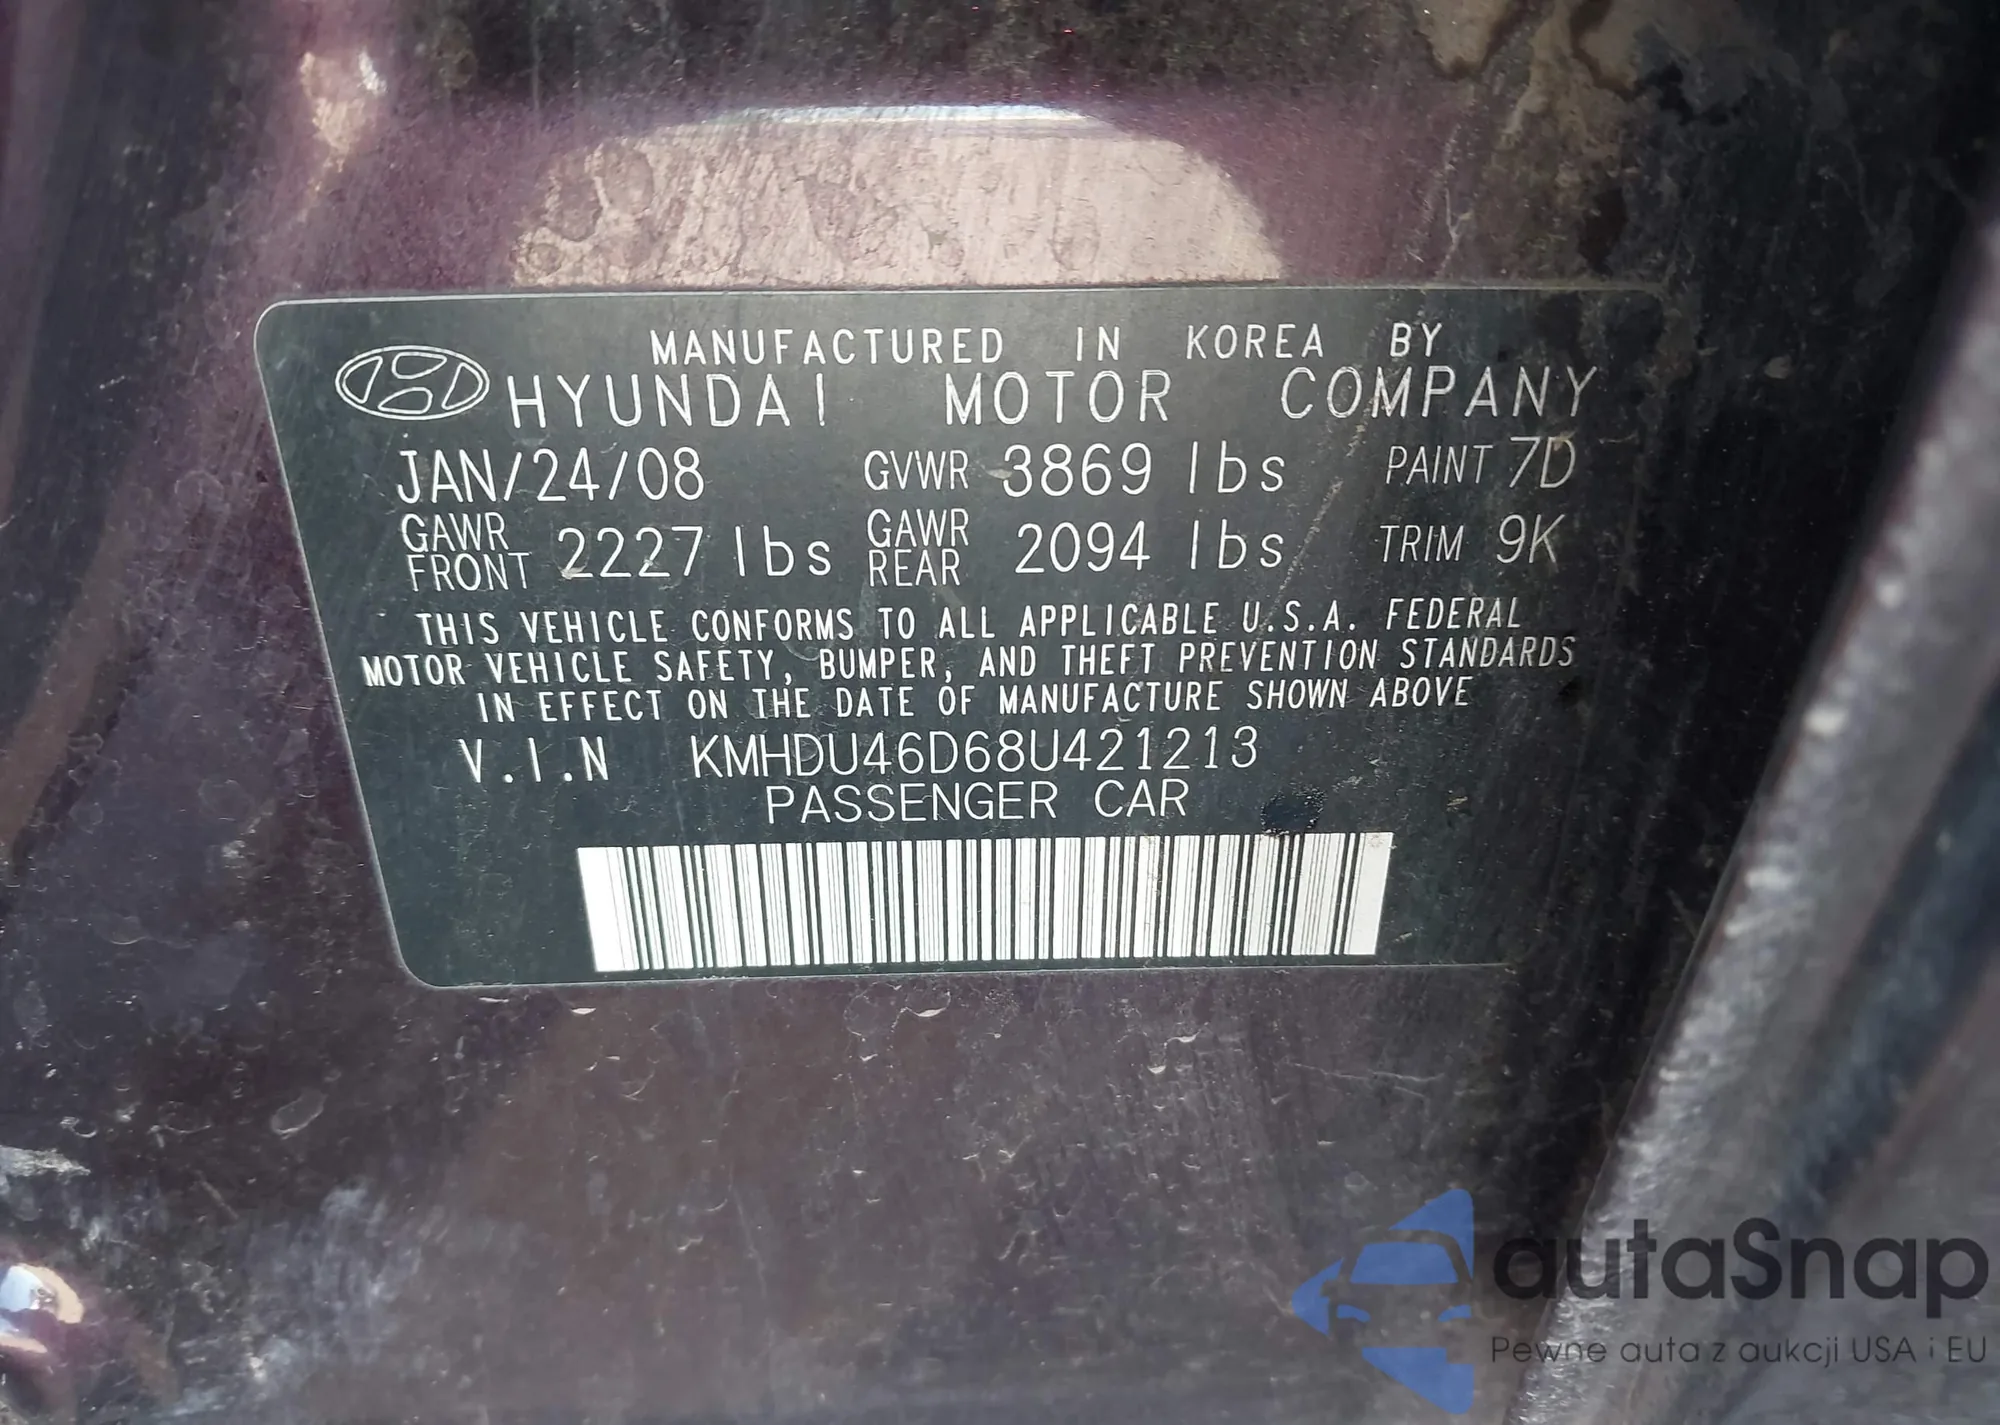 MANUFACTURED IN KOREA BY
HYUNDAI MOTOR COMPANY
JAN/24/08 GVWR 3869 lbs PAINT 7D
GAWR FRONT 2227 lbs GAWR REAR 2094 lbs TRIM 9K
THIS VEHICLE CONFORMS TO ALL APPLICABLE U.S.A. FEDERAL
MOTOR VEHICLE SAFETY, BUMPER, AND THEFT PREVENTION STANDARDS
IN EFFECT ON THE DATE OF MANUFACTURE SHOWN ABOVE
V.I.N KMHDU46D68U421213
PASSENGER CAR
autaSnap
Pewne auta z aukcji USA i EU